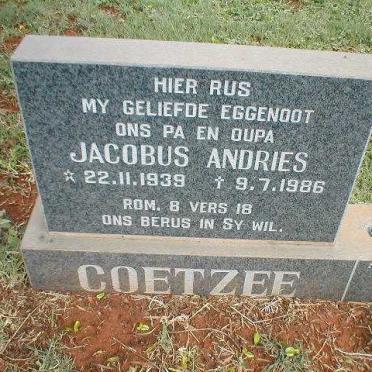 HIER RUS
MY GELIEFDE EGGENOOT
ONS PA EN OUPA
JACOBUS ANDRIES
☆ 22.11.1939 ✝ 9.7.1986
ROM. 8 VERS 18
ONS BERUS IN SY WIL.
COETZEE